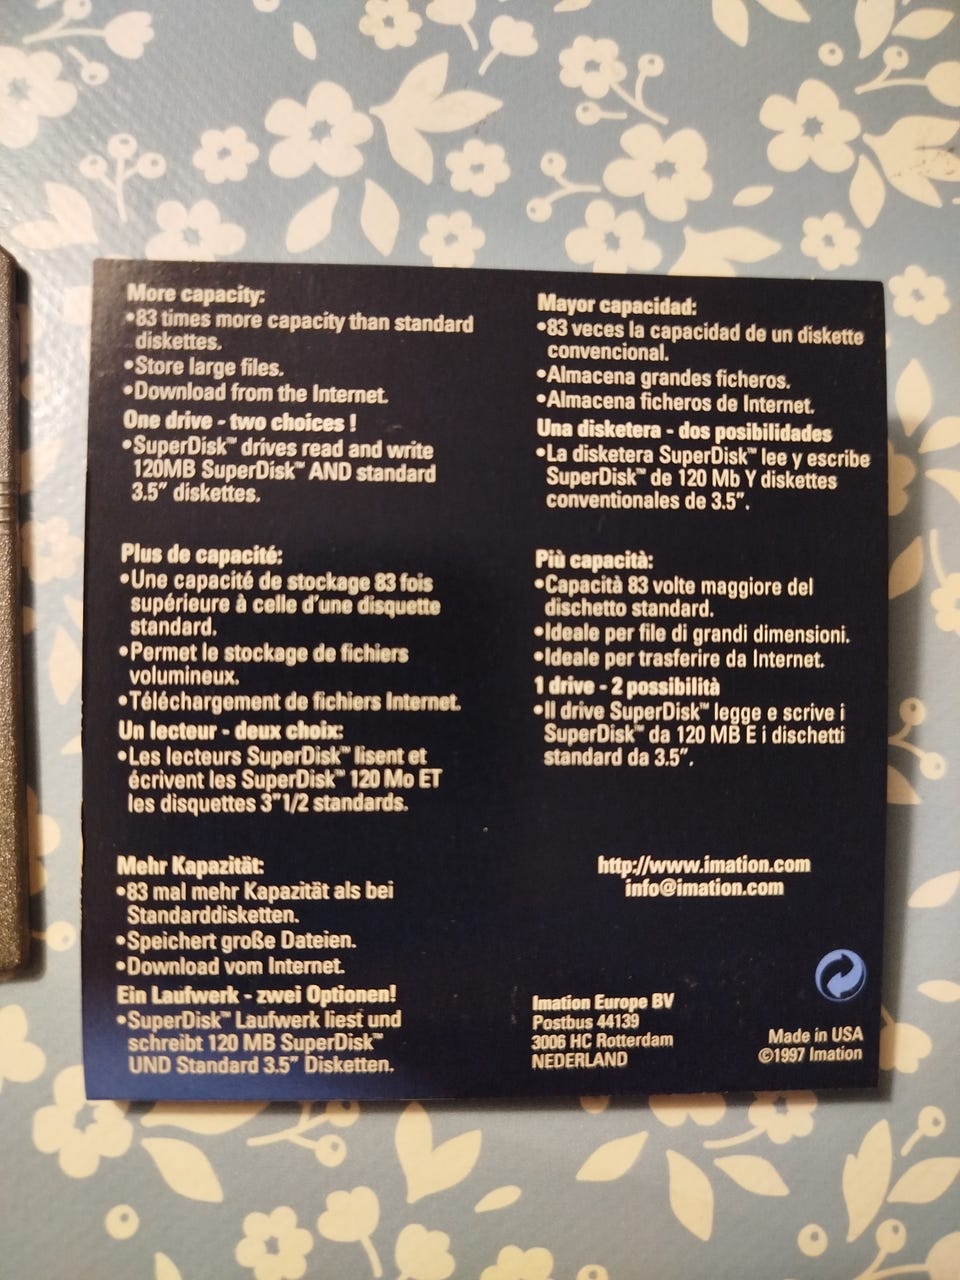 More capacity:
•83 times more capacity than standard
diskettes.
•Store large files.
•Download from the Internet.
One drive - two choices !
•SuperDisk™ drives read and write
120MB SuperDisk™ AND standard
3.5″ diskettes.
Plus de capacité:
•Une capacité de stockage 83 fois
supérieure à celle d'une disquette
standard.
•Permet le stockage de fichiers
volumineux.
•Téléchargement de fichiers Internet.
Un lecteur - deux choix:
•Les lecteurs SuperDisk™ lisent et
écrivent les SuperDisk™ 120 Mo ET
les disquettes 3″1/2 standards.
Mehr Kapazität:
•83 mal mehr Kapazität als bei
Standarddisketten.
•Speichert große Dateien.
•Download vom Internet.
Ein Laufwerk - zwei Optionen!
•SuperDisk™ Laufwerk liest und
schreibt 120 MB SuperDisk™
UND Standard 3.5″ Disketten.
Mayor capacidad:
•83 veces la capacidad de un diskette
convencional.
•Almacena grandes ficheros.
•Almacena ficheros de Internet.
Una disketera - dos posibilidades
•La disketera SuperDisk™ lee y escribe
SuperDisk™ de 120 Mb Y diskettes
conventionales de 3.5″.
Più capacità:
•Capacità 83 volte maggiore del
dischetto standard.
•Ideale per file di grandi dimensioni.
•Ideale per trasferire da Internet.
1 drive - 2 possibilità
•Il drive SuperDisk™ legge e scrive i
SuperDisk™ da 120 MB E i dischetti
standard da 3.5″.
http://www.imation.com
info@imation.com
Imation Europe BV
Postbus 44139
3006 HC Rotterdam
NEDERLAND
Made in USA
©1997 Imation